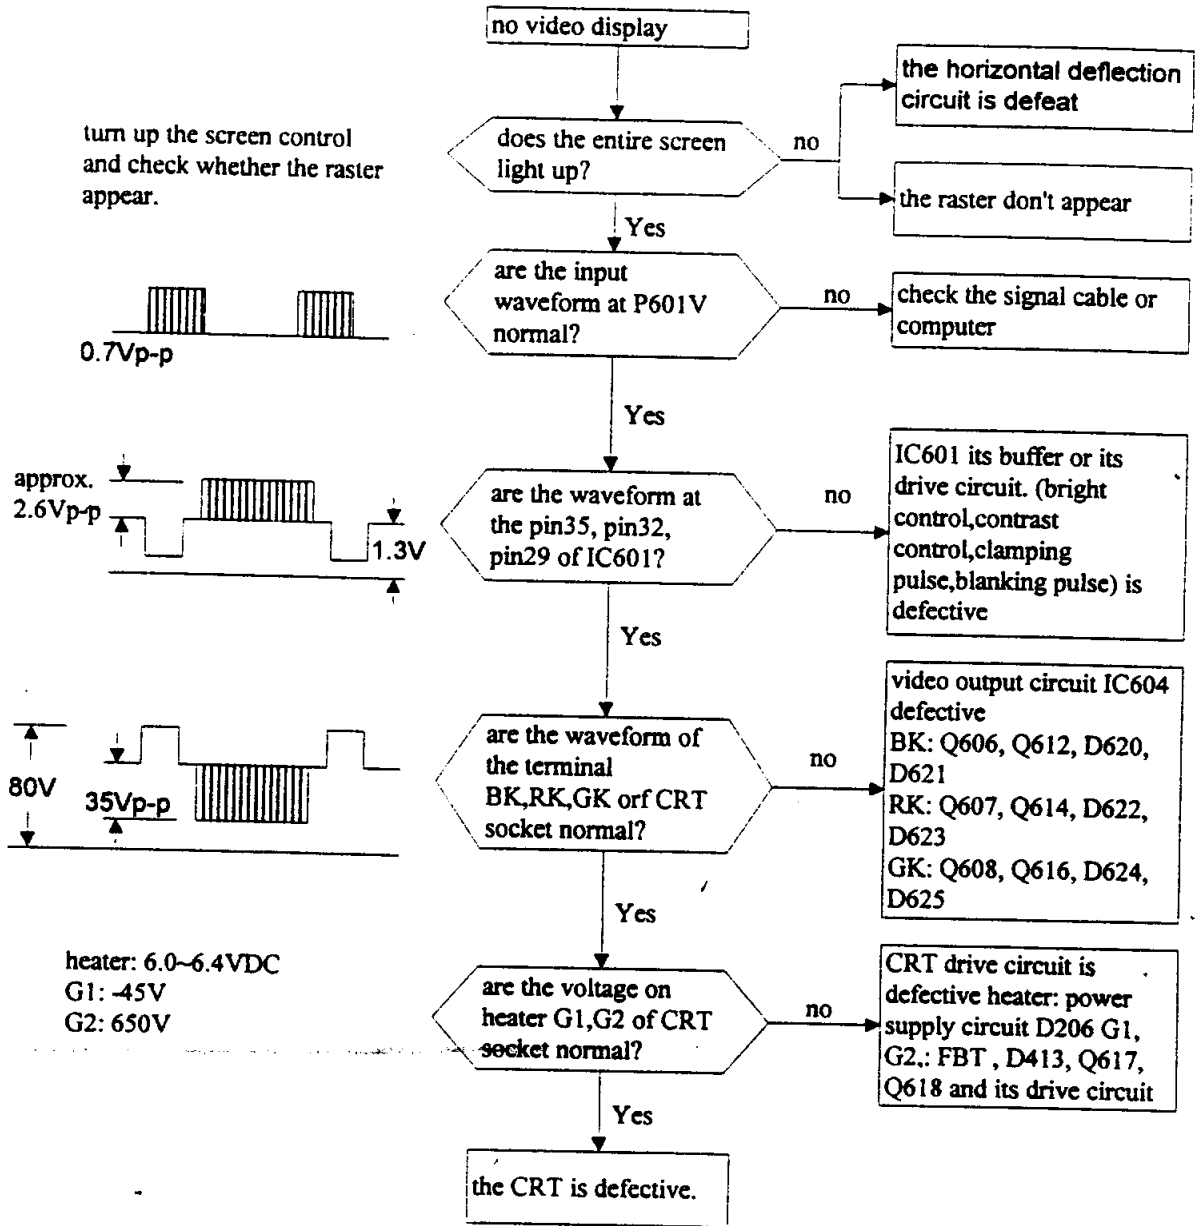 no video display
turn up the screen control
and check whether the raster
appear.
does the entire screen
light up?
no
the horizontal deflection
circuit is defeat
the raster don't appear
Yes
0.7Vp-p
are the input
waveform at P601V
normal?
no
check the signal cable or
computer
Yes
approx.
2.6Vp-p
1.3V
are the waveform at
the pin35, pin32,
pin29 of IC601?
no
IC601 its buffer or its
drive circuit. (bright
control,contrast
control,clamping
pulse,blanking pulse) is
defective
Yes
80V
35Vp-p
are the waveform of
the terminal
BK,RK,GK orf CRT
socket normal?
no
video output circuit IC604
defective
BK: Q606, Q612, D620,
D621
RK: Q607, Q614, D622,
D623
GK: Q608, Q616, D624,
D625
Yes
heater: 6.0~6.4VDC
G1: -45V
G2: 650V
are the voltage on
heater G1,G2 of CRT
socket normal?
no
CRT drive circuit is
defective heater: power
supply circuit D206 G1,
G2,: FBT , D413, Q617,
Q618 and its drive circuit
Yes
the CRT is defective.